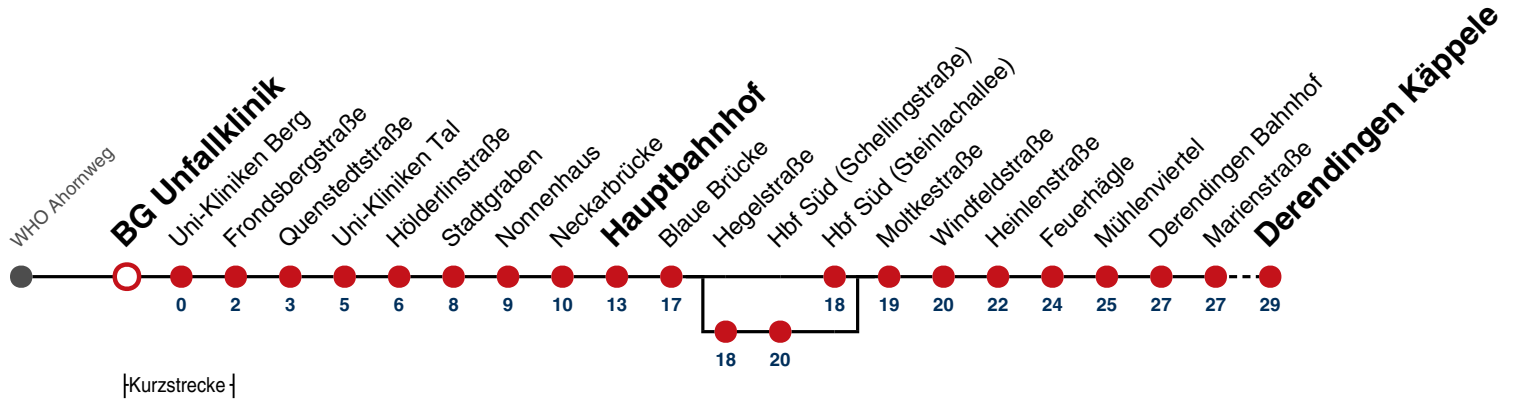 WHO Ahornweg
BG Unfallklinik
Uni-Kliniken Berg
Frondsbergstraße
Quenstedtstraße
Uni-Kliniken Tal
Hölderlinstraße
Stadtgraben
Nonnenhaus
Neckarbrücke
Hauptbahnhof
Blaue Brücke
Hegelstraße
Hbf Süd (Schellingstraße)
Hbf Süd (Steinlachallee)
Moltkestraße
Windfeldstraße
Heinlenstraße
Feuerhägle
Mühlenviertel
Derendingen Bahnhof
Marienstraße
Derendingen Käppele
0 2 3 5 6 8 9 10 13 17 18 19 20 22 24 25 27 27 29
18 20
Kurzstrecke